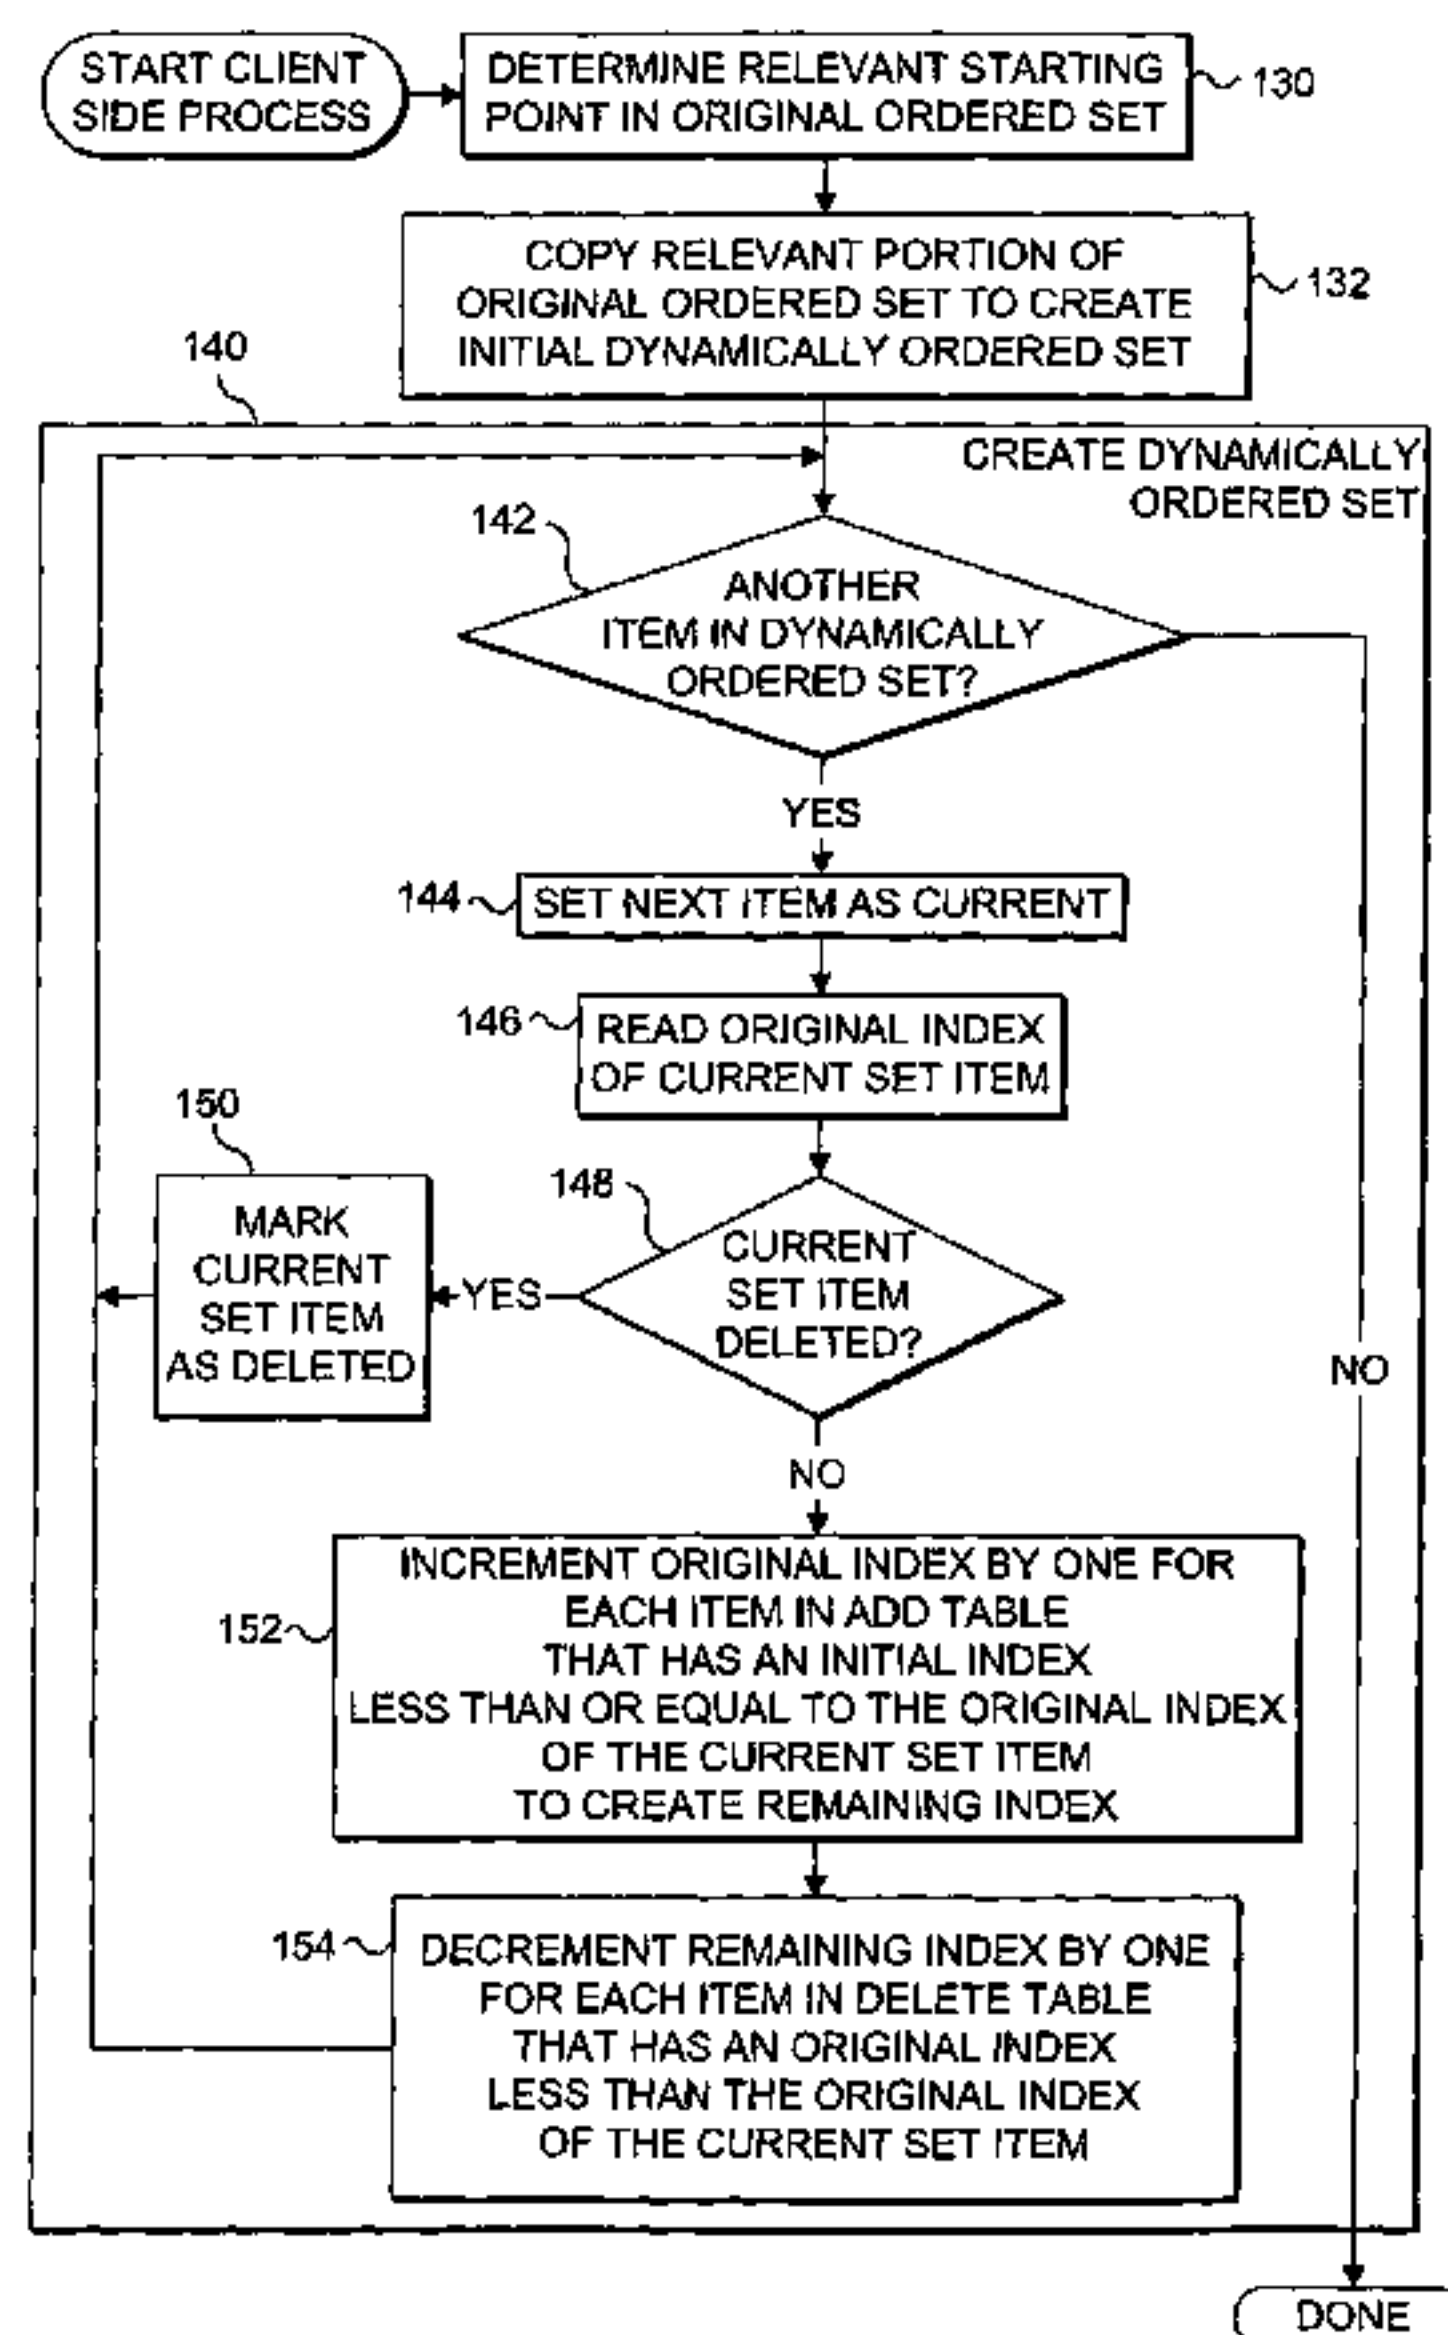 START CLIENT
SIDE PROCESS
DETERMINE RELEVANT STARTING
POINT IN ORIGINAL ORDERED SET
130
COPY RELEVANT PORTION OF
ORIGINAL ORDERED SET TO CREATE
INITIAL DYNAMICALLY ORDERED SET
132
140
CREATE DYNAMICALLY
ORDERED SET
142
ANOTHER
ITEM IN DYNAMICALLY
ORDERED SET?
YES
144
SET NEXT ITEM AS CURRENT
146
READ ORIGINAL INDEX
OF CURRENT SET ITEM
150
148
CURRENT
SET ITEM
DELETED?
YES
MARK
CURRENT
SET ITEM
AS DELETED
NO
NO
152
INCREMENT ORIGINAL INDEX BY ONE FOR
EACH ITEM IN ADD TABLE
THAT HAS AN INITIAL INDEX
LESS THAN OR EQUAL TO THE ORIGINAL INDEX
OF THE CURRENT SET ITEM
TO CREATE REMAINING INDEX
154
DECREMENT REMAINING INDEX BY ONE
FOR EACH ITEM IN DELETE TABLE
THAT HAS AN ORIGINAL INDEX
LESS THAN THE ORIGINAL INDEX
OF THE CURRENT SET ITEM
DONE